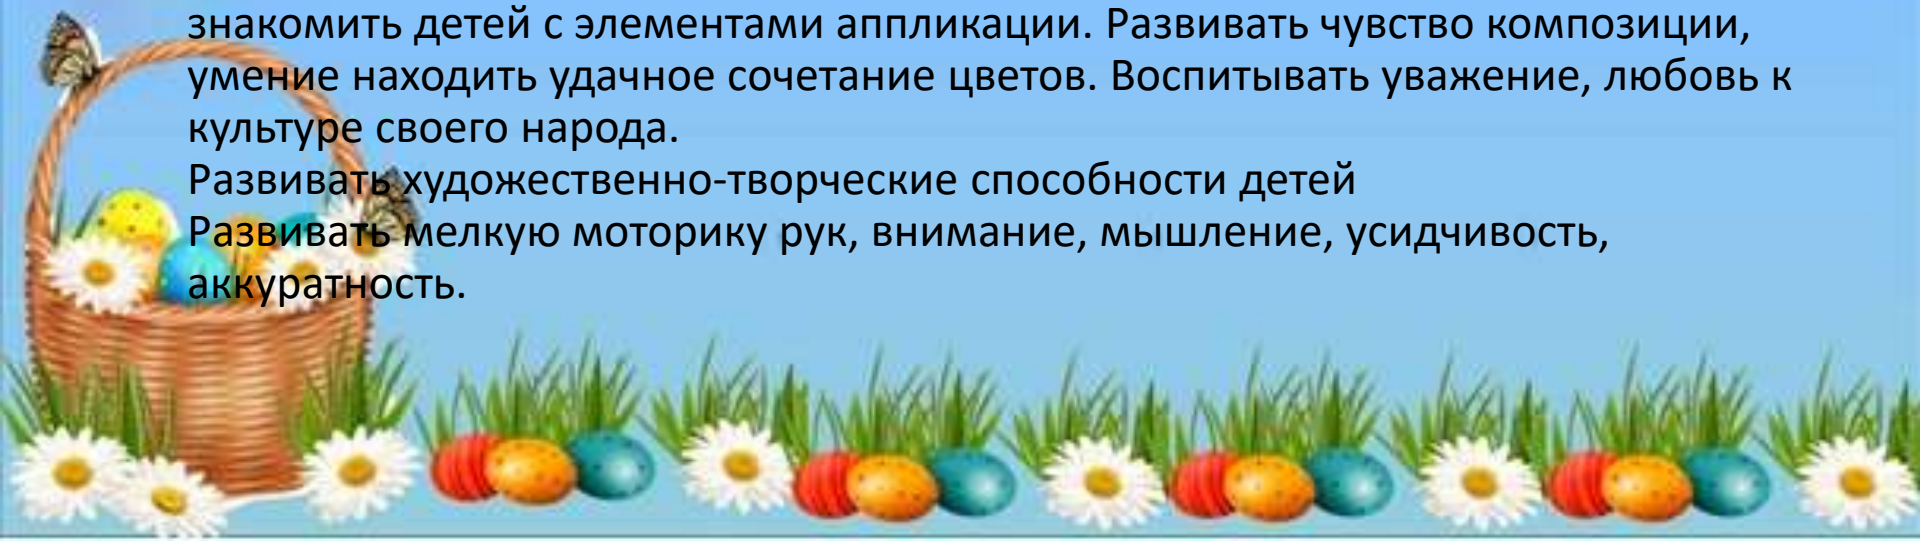 знакомить детей с элементами аппликации. Развивать чувство композиции,
умение находить удачное сочетание цветов. Воспитывать уважение, любовь к
культуре своего народа.
Развивать художественно-творческие способности детей
Развивать мелкую моторику рук, внимание, мышление, усидчивость,
аккуратность.